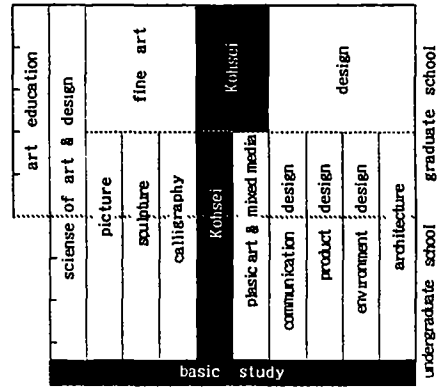 art education
sciense of art & design
fine art
picture
sculpture
calligraphy
Kohsei
Kohsei
plasic art & mixed media
design
communication design
product design
environment design
architecture
graduate school
undergraduate school
basic study